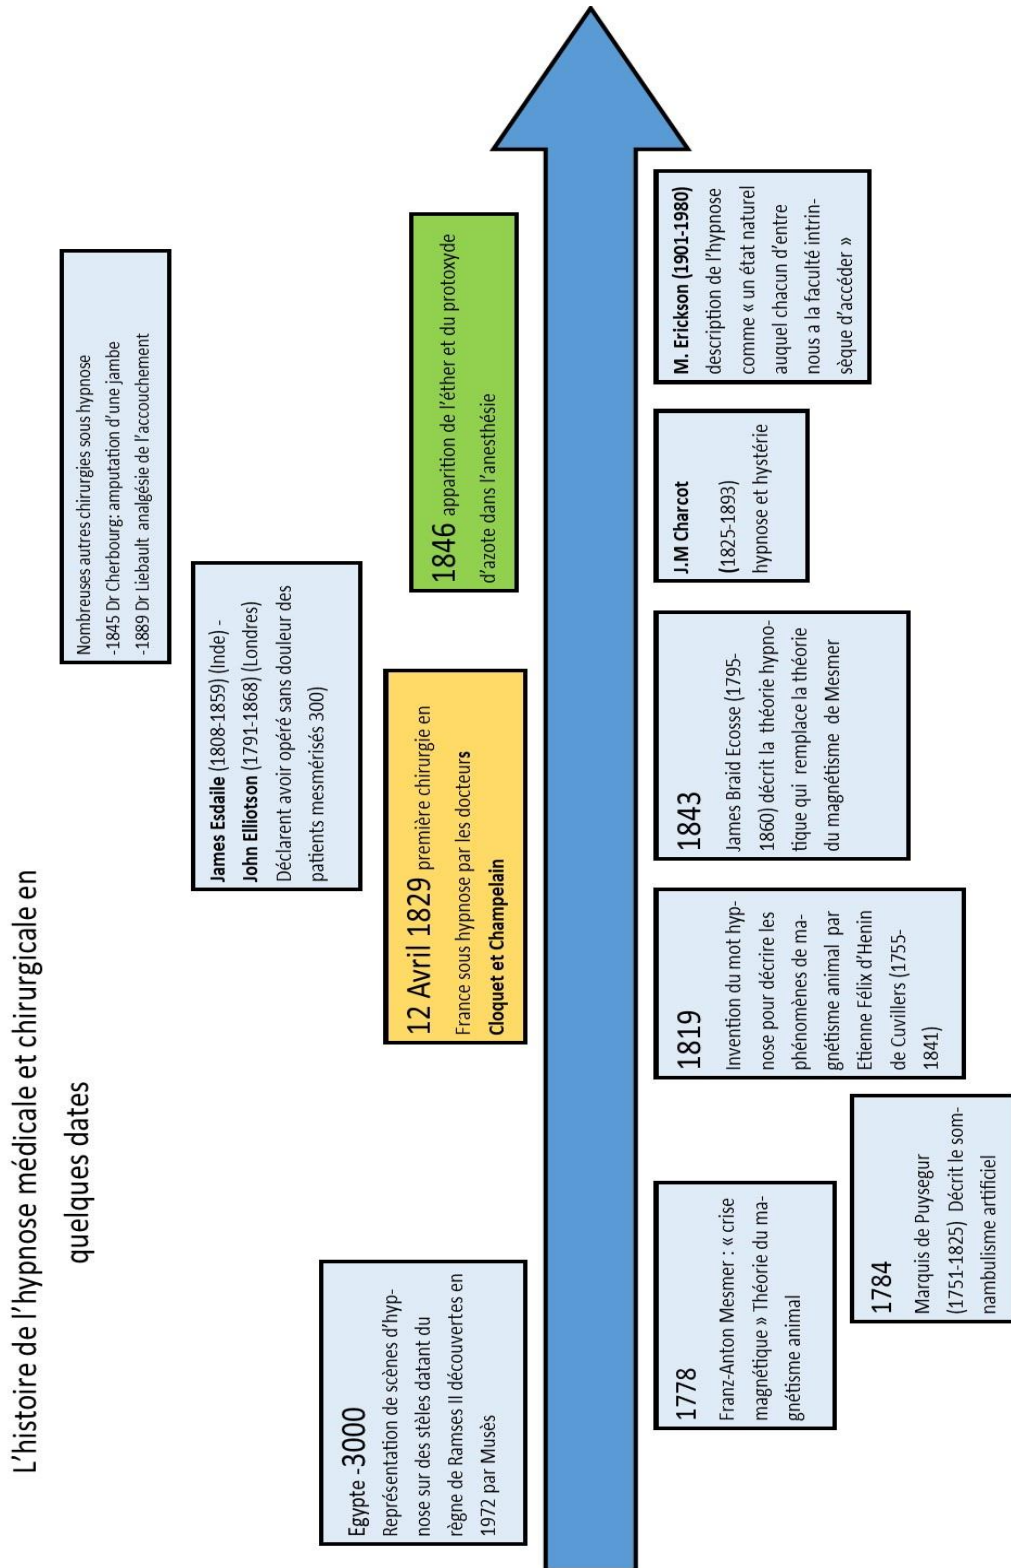 L'histoire de l'hypnose médicale et chirurgicale en
quelques dates
Nombreuses autres chirurgies sous hypnose
-1845 Dr Cherbourg: amputation d'une jambe
-1889 Dr Liebault analgésie de l'accouchement
James Esdaile (1808-1859) (Inde) -
John Elliotson (1791-1868) (Londres)
Déclarent avoir opéré sans douleur des
patients mesmérisés 300)
Egypte -3000
Représentation de scènes d'hyp-
nose sur des stèles datant du
règne de Ramses II découvertes en
1972 par Musès
12 Avril 1829 première chirurgie en
France sous hypnose par les docteurs
Cloquet et Champelain
1846 apparition de l'éther et du protoxyde
d'azote dans l'anesthésie
1778
Franz-Anton Mesmer : « crise
magnétique » Théorie du ma-
gnétisme animal
1784
Marquis de Puysegur
(1751-1825) Décrit le som-
nambulisme artificiel
1819
Invention du mot hyp-
nose pour décrire les
phénomènes de ma-
gnétisme animal par
Etienne Félix d'Henin
de Cuvillers (1755-
1841)
1843
James Braid Ecosse (1795-
1860) décrit la théorie hypno-
tique qui remplace la théorie
du magnétisme de Mesmer
J.M Charcot
(1825-1893)
hypnose et hystérie
M. Erickson (1901-1980)
description de l'hypnose
comme « un état naturel
auquel chacun d'entre
nous a la faculté intrin-
sèque d'accéder »